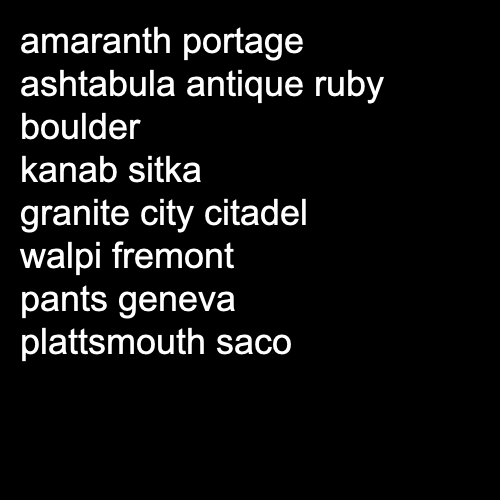 amaranth portage
ashtabula antique ruby
boulder
kanab sitka
granite city citadel
walpi fremont
pants geneva
plattsmouth saco